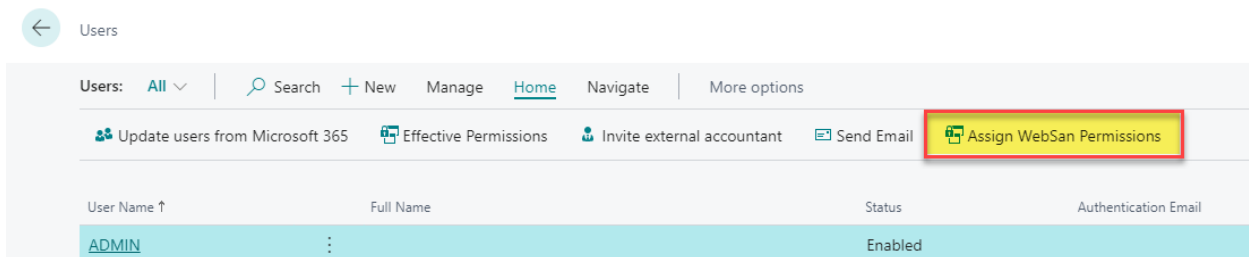 Users
Users: All Search New Manage Home Navigate More options
Update users from Microsoft 365 Effective Permissions Invite external accountant Send Email Assign WebSan Permissions
User Name ↑ Full Name Status Authentication Email
ADMIN Enabled